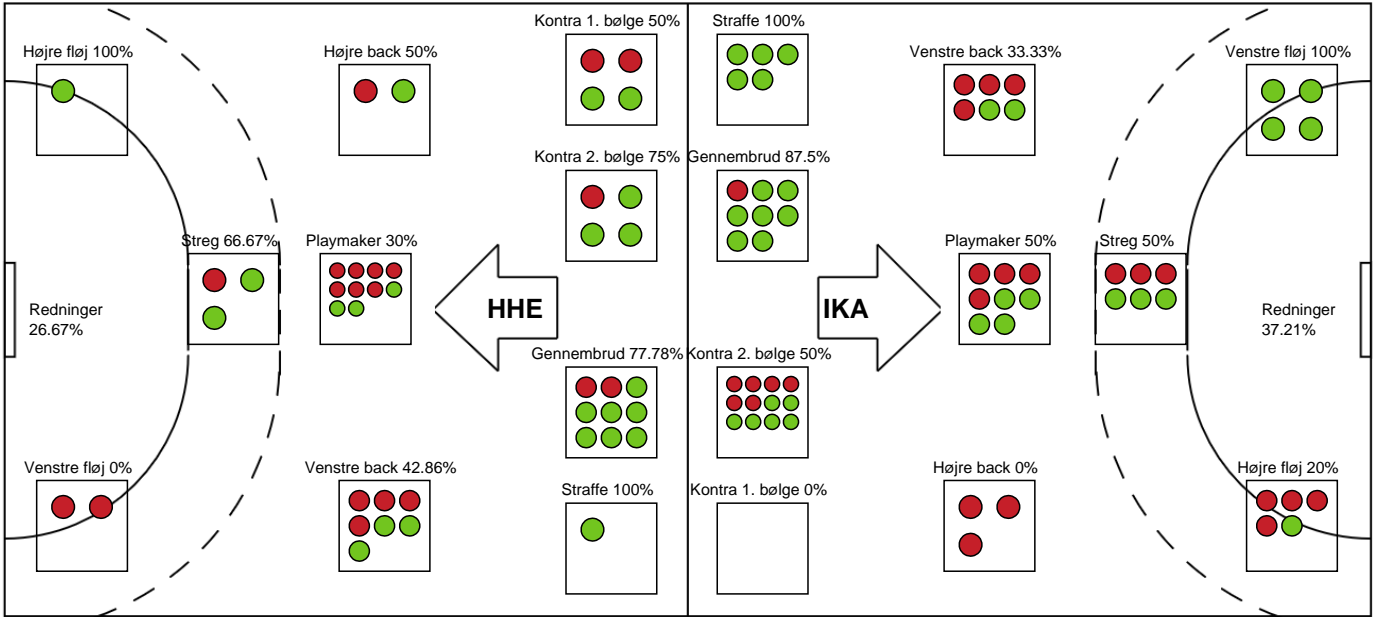 Kontra 1. bølge 50%
Straffe 100%
Højre fløj 100%
Højre back 50%
Venstre back 33.33%
Venstre fløj 100%
Kontra 2. bølge 75%
Gennembrud 87.5%
Streg 66.67%
Playmaker 30%
Playmaker 50%
Streg 50%
Redninger
26.67%
HHE
IKA
Redninger
37.21%
Gennembrud 77.78%
Kontra 2. bølge 50%
Venstre fløj 0%
Venstre back 42.86%
Højre back 0%
Højre fløj 20%
Straffe 100%
Kontra 1. bølge 0%